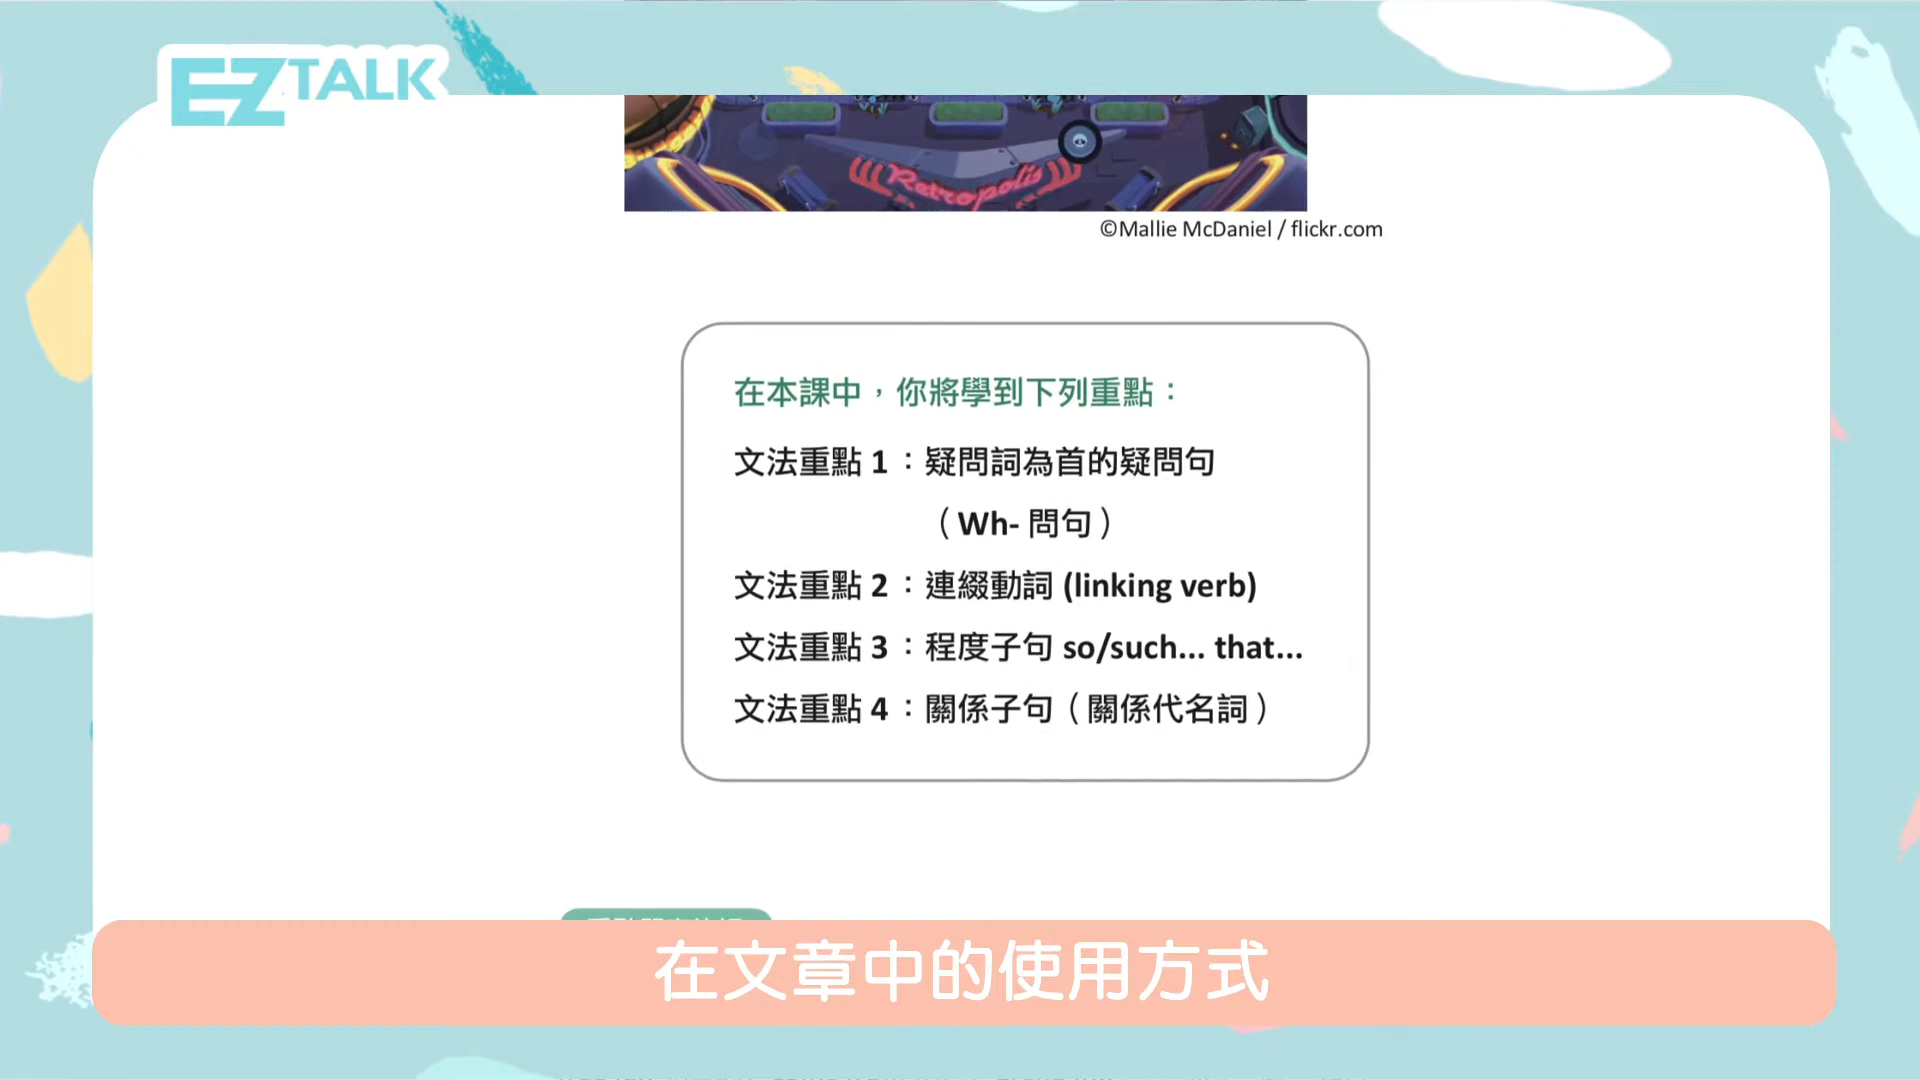 EZ TALK
Retropolis
©Mallie McDaniel / flickr.com
在本課中，你將學到下列重點：
文法重點 1：疑問詞為首的疑問句
（Wh- 問句）
文法重點 2：連綴動詞 (linking verb)
文法重點 3：程度子句 so/such... that...
文法重點 4：關係子句（關係代名詞）
在文章中的使用方式